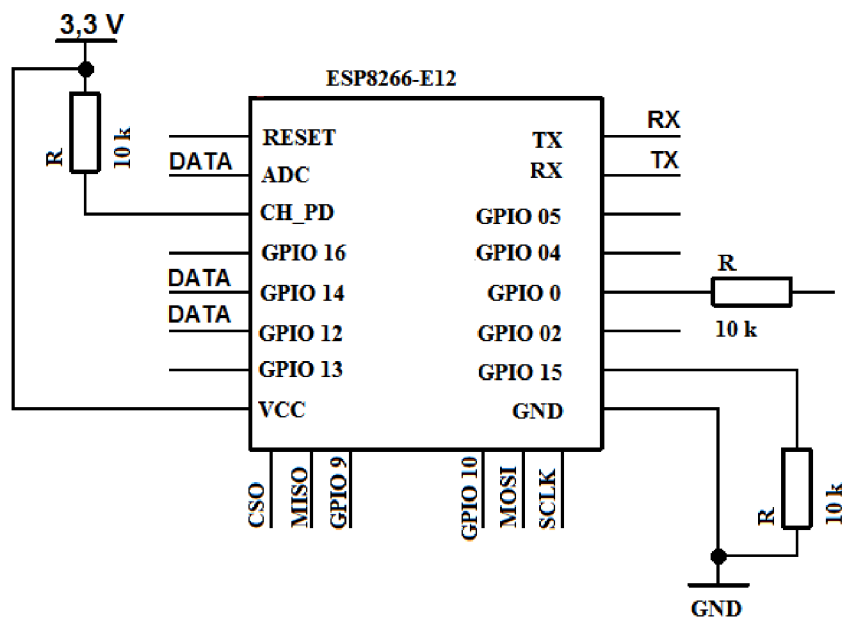 3,3 V
ESP8266-E12
R
10 k
RESET
DATA
ADC
CH_PD
GPIO 16
DATA
GPIO 14
DATA
GPIO 12
GPIO 13
VCC
TX
RX
RX
TX
GPIO 05
GPIO 04
GPIO 0
R
10 k
GPIO 02
GPIO 15
GND
R
10 k
GND
CSO
MISO
GPIO 9
GPIO 10
MOSI
SCLK